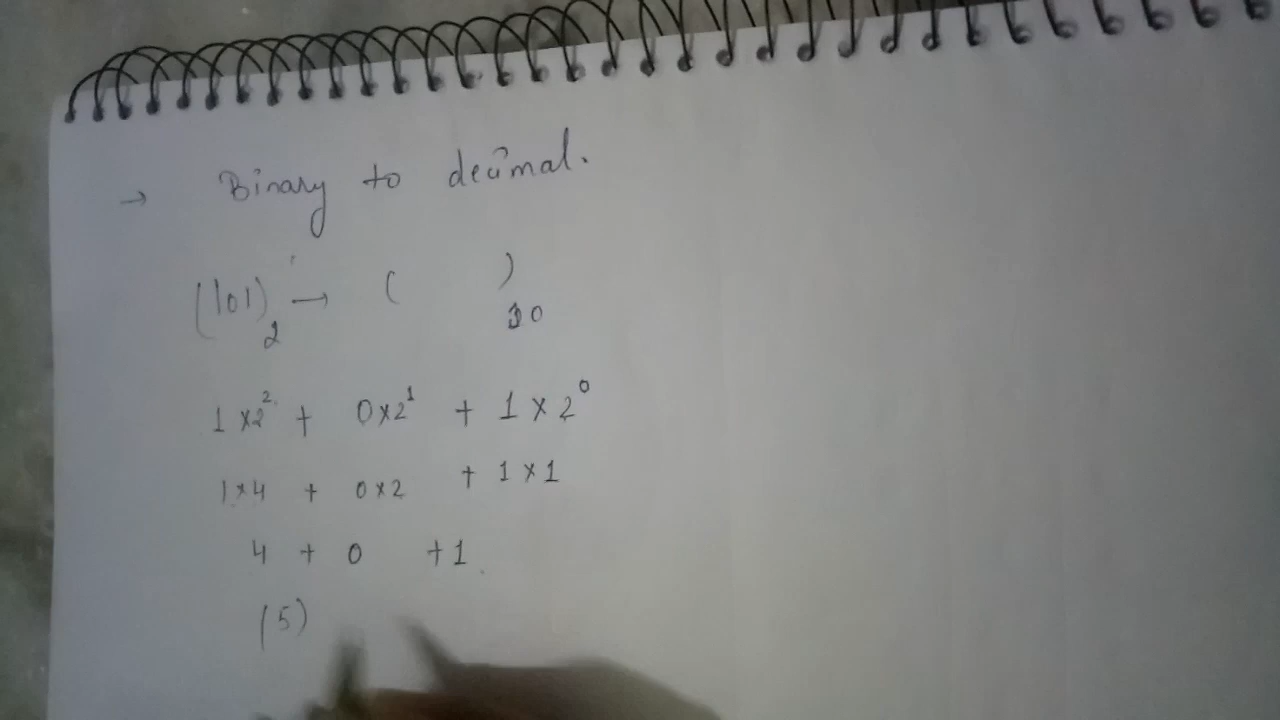 → Binary to decimal.
(101)₂ → ( )₁₀
1×2² + 0×2¹ + 1×2⁰
1×4 + 0×2 + 1×1
4 + 0 +1
(5)